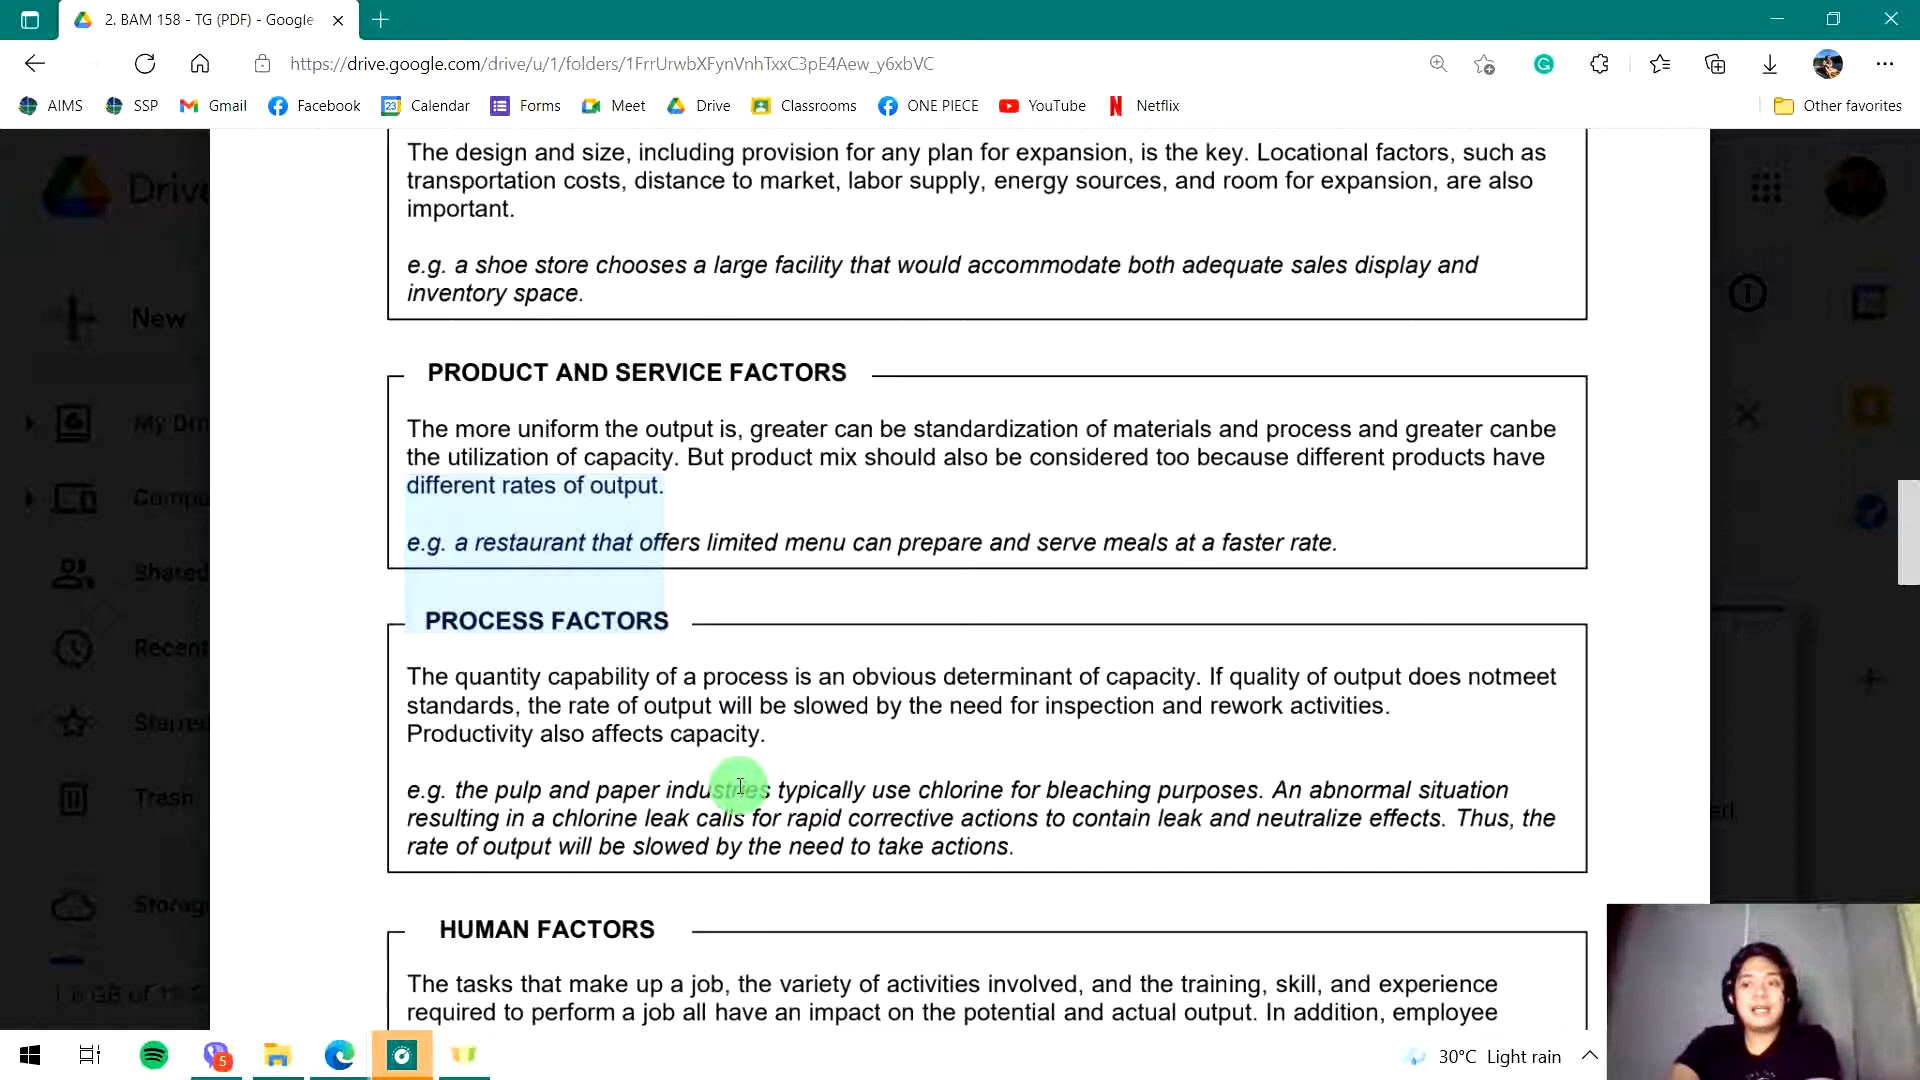 2. BAM 158 - TG (PDF) - Google
https://drive.google.com/drive/u/1/folders/1FrrUrwbXFynVnhTxxC3pE4Aew_y6xbVC
AIMS SSP Gmail Facebook Calendar Forms Meet Drive Classrooms ONE PIECE YouTube Netflix Other favorites
Drive
New
Shared
Recent
Starred
Trash
Storage
The design and size, including provision for any plan for expansion, is the key. Locational factors, such as
transportation costs, distance to market, labor supply, energy sources, and room for expansion, are also
important.
e.g. a shoe store chooses a large facility that would accommodate both adequate sales display and
inventory space.
PRODUCT AND SERVICE FACTORS
The more uniform the output is, greater can be standardization of materials and process and greater canbe
the utilization of capacity. But product mix should also be considered too because different products have
different rates of output.
e.g. a restaurant that offers limited menu can prepare and serve meals at a faster rate.
PROCESS FACTORS
The quantity capability of a process is an obvious determinant of capacity. If quality of output does notmeet
standards, the rate of output will be slowed by the need for inspection and rework activities.
Productivity also affects capacity.
e.g. the pulp and paper industries typically use chlorine for bleaching purposes. An abnormal situation
resulting in a chlorine leak calls for rapid corrective actions to contain leak and neutralize effects. Thus, the
rate of output will be slowed by the need to take actions.
HUMAN FACTORS
The tasks that make up a job, the variety of activities involved, and the training, skill, and experience
required to perform a job all have an impact on the potential and actual output. In addition, employee
5
30°C Light rain